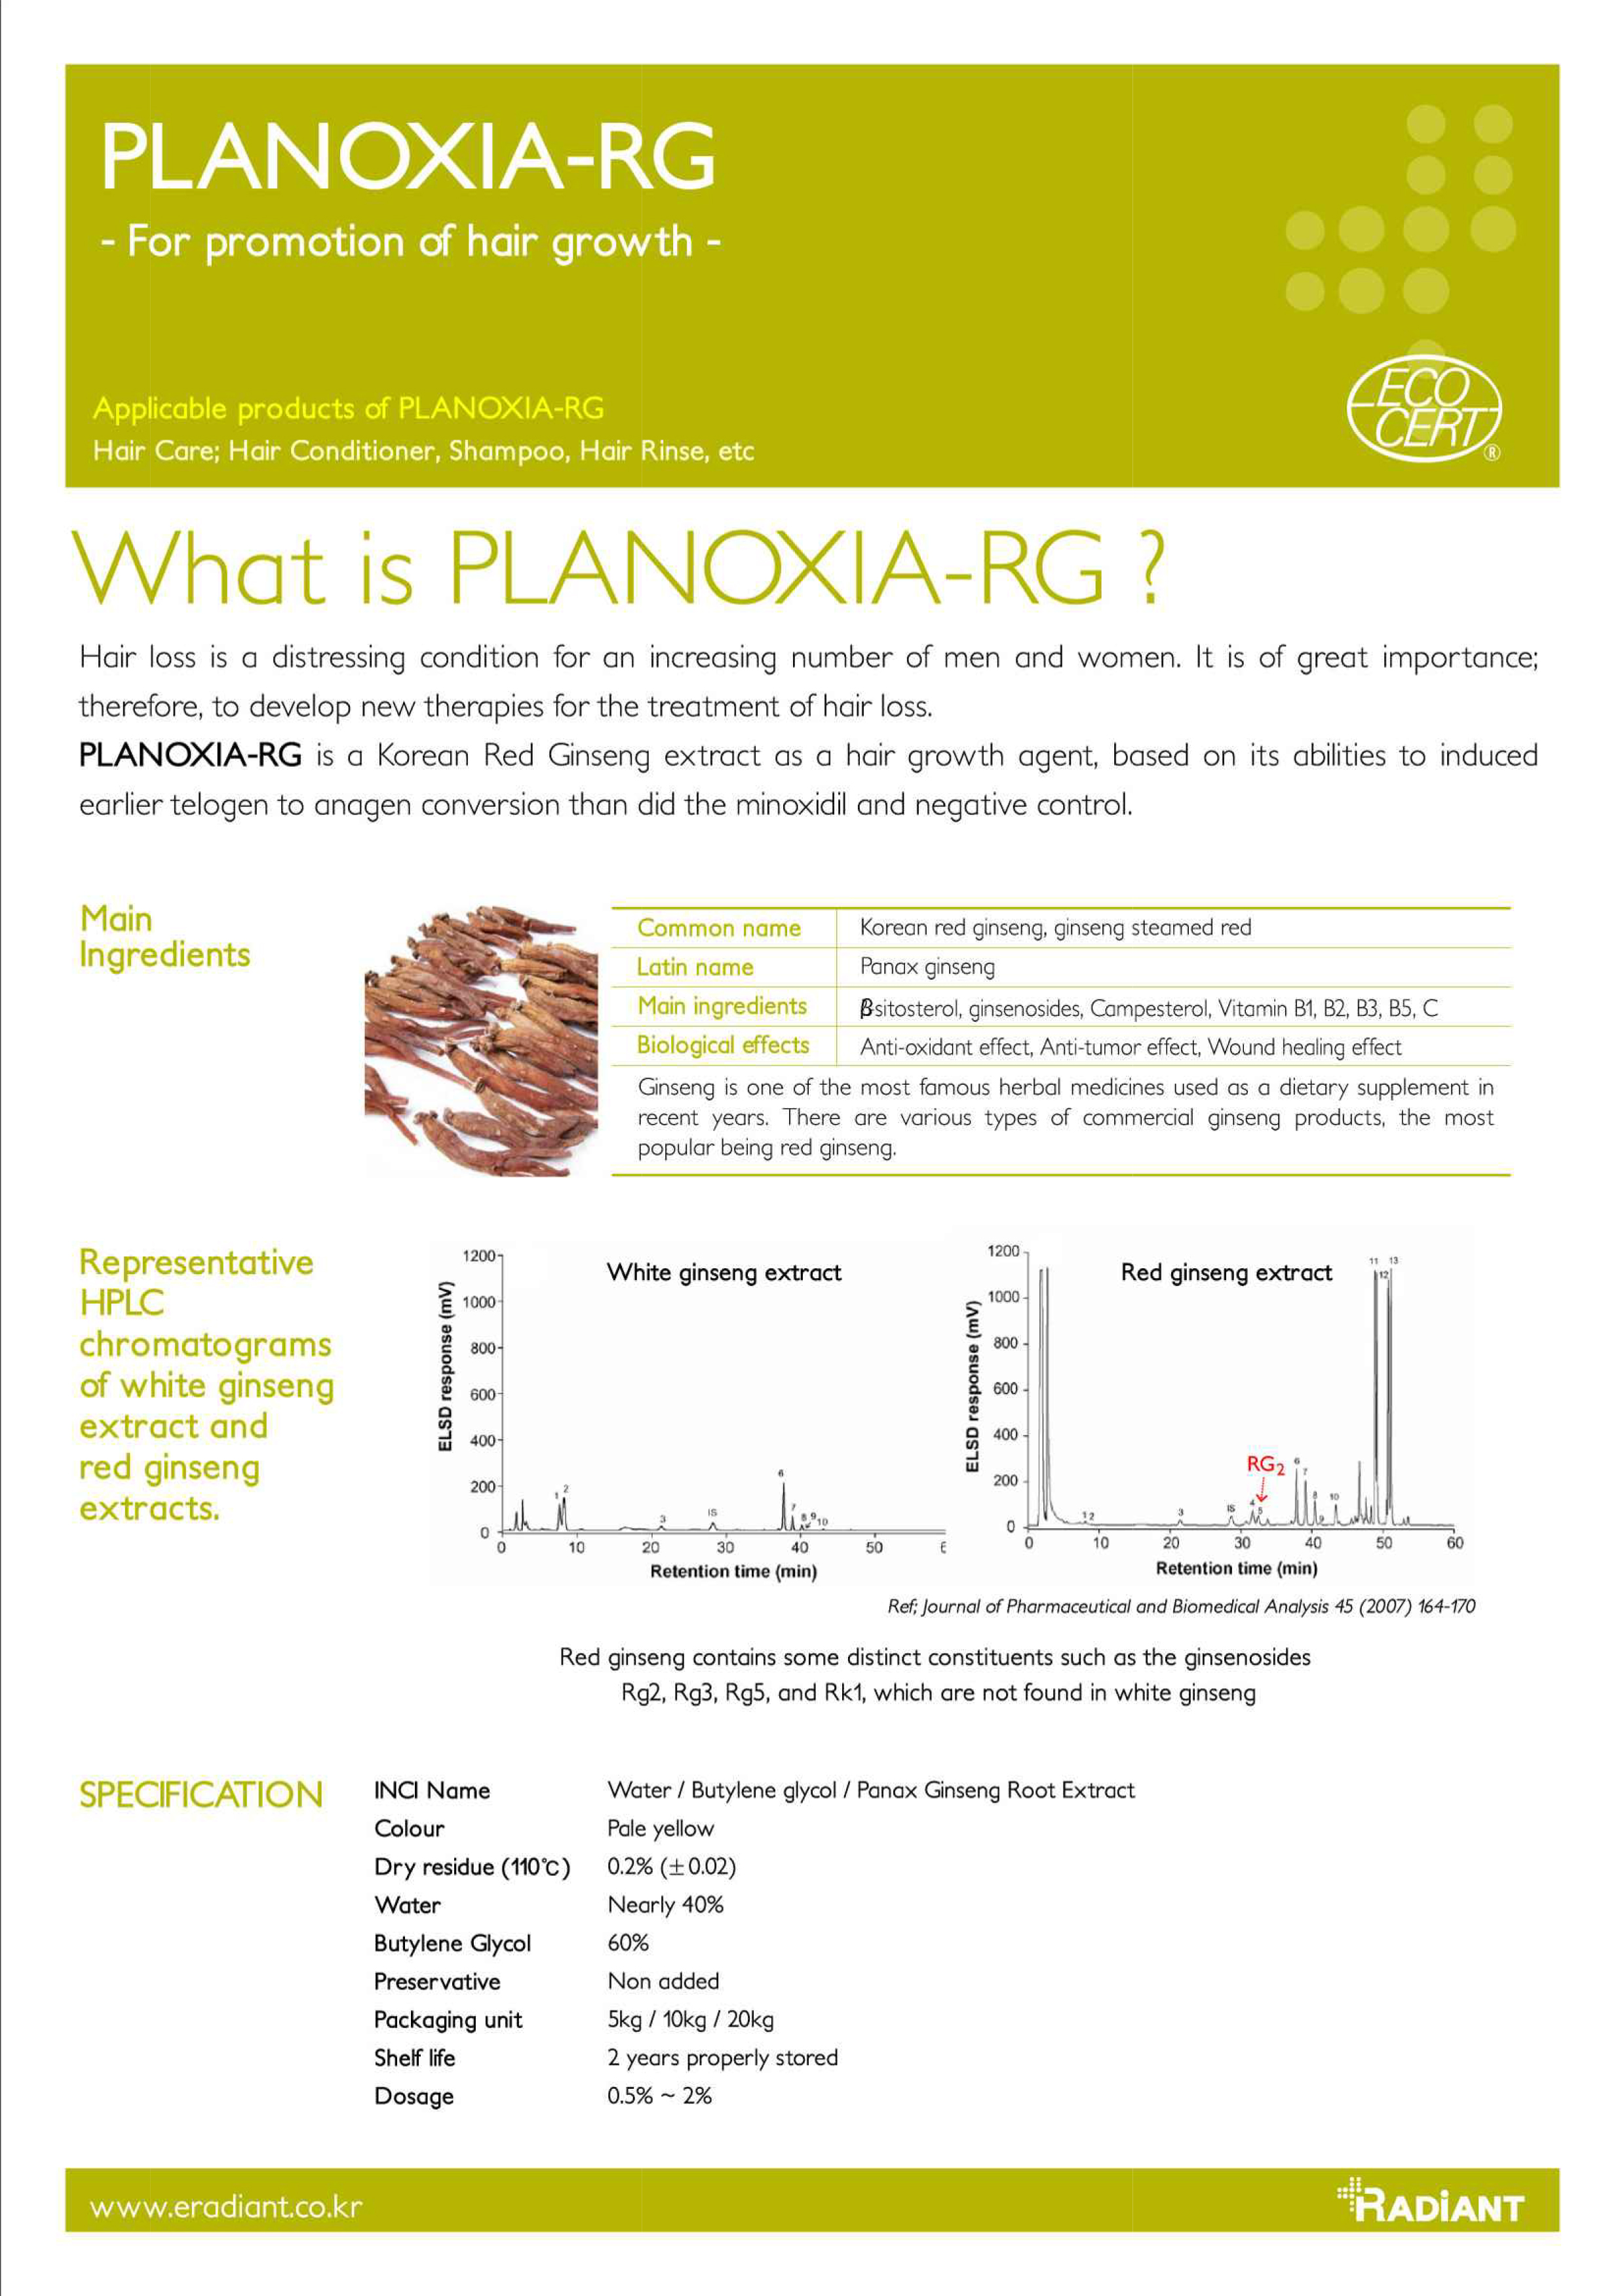 PLANOXIA-RG
- For promotion of hair growth -
Applicable products of PLANOXIA-RG
Hair Care; Hair Conditioner, Shampoo, Hair Rinse, etc
ECO
CERT
®
What is PLANOXIA-RG ?
Hair loss is a distressing condition for an increasing number of men and women. It is of great importance;
therefore, to develop new therapies for the treatment of hair loss.
PLANOXIA-RG is a Korean Red Ginseng extract as a hair growth agent, based on its abilities to induced
earlier telogen to anagen conversion than did the minoxidil and negative control.
Main
Ingredients
Common name Korean red ginseng, ginseng steamed red
Latin name Panax ginseng
Main ingredients β-sitosterol, ginsenosides, Campesterol, Vitamin B1, B2, B3, B5, C
Biological effects Anti-oxidant effect, Anti-tumor effect, Wound healing effect
Ginseng is one of the most famous herbal medicines used as a dietary supplement in
recent years. There are various types of commercial ginseng products, the most
popular being red ginseng.
Representative
HPLC
chromatograms
of white ginseng
extract and
red ginseng
extracts.
White ginseng extract
ELSD response (mV)
1200
1000
800
600
400
200
0
1 2 3 IS 6 7 8 9 10
0 10 20 30 40 50 6
Retention time (min)
Red ginseng extract
ELSD response (mV)
1200
1000
800
600
400
200
0
RG2
1 2 3 IS 4 5 6 7 8 9 10 11 12 13
0 10 20 30 40 50 60
Retention time (min)
Ref; Journal of Pharmaceutical and Biomedical Analysis 45 (2007) 164-170
Red ginseng contains some distinct constituents such as the ginsenosides
Rg2, Rg3, Rg5, and Rk1, which are not found in white ginseng
SPECIFICATION
INCI Name Water / Butylene glycol / Panax Ginseng Root Extract
Colour Pale yellow
Dry residue (110℃) 0.2% (±0.02)
Water Nearly 40%
Butylene Glycol 60%
Preservative Non added
Packaging unit 5kg / 10kg / 20kg
Shelf life 2 years properly stored
Dosage 0.5% ~ 2%
www.eradiant.co.kr
RADiANT